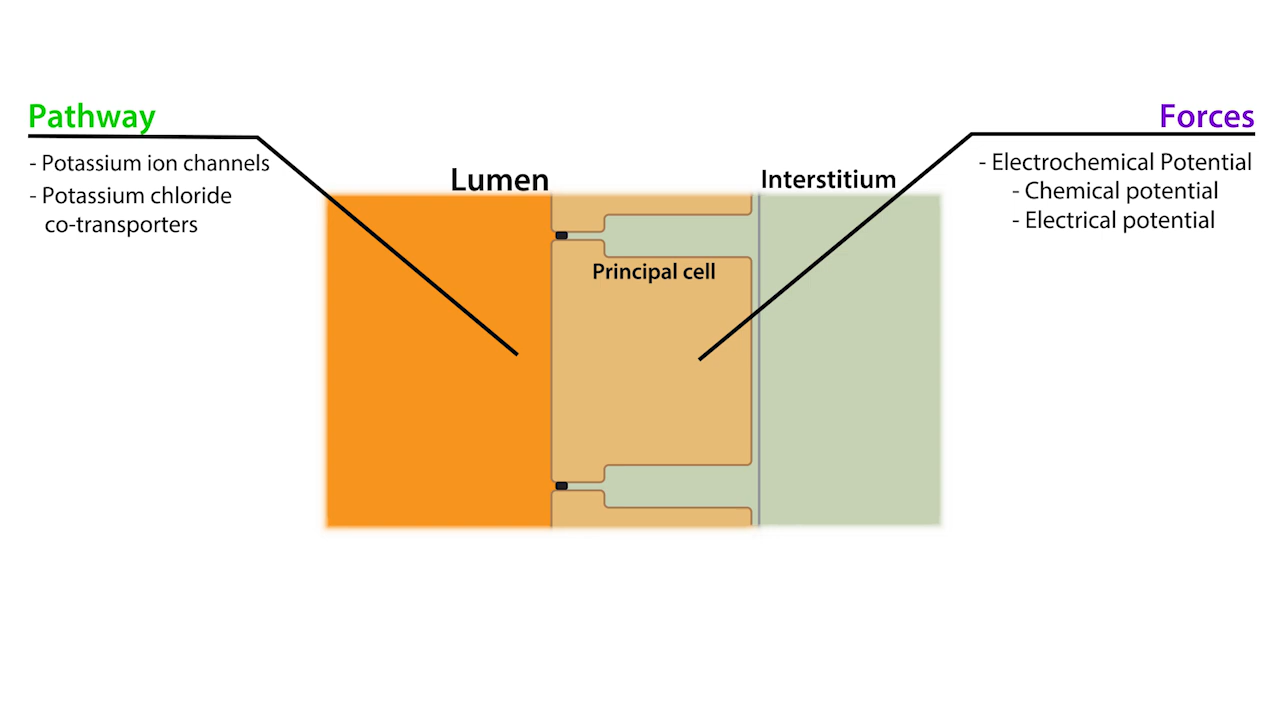 Pathway
- Potassium ion channels
- Potassium chloride
co-transporters
Lumen
Principal cell
Interstitium
Forces
- Electrochemical Potential
- Chemical potential
- Electrical potential